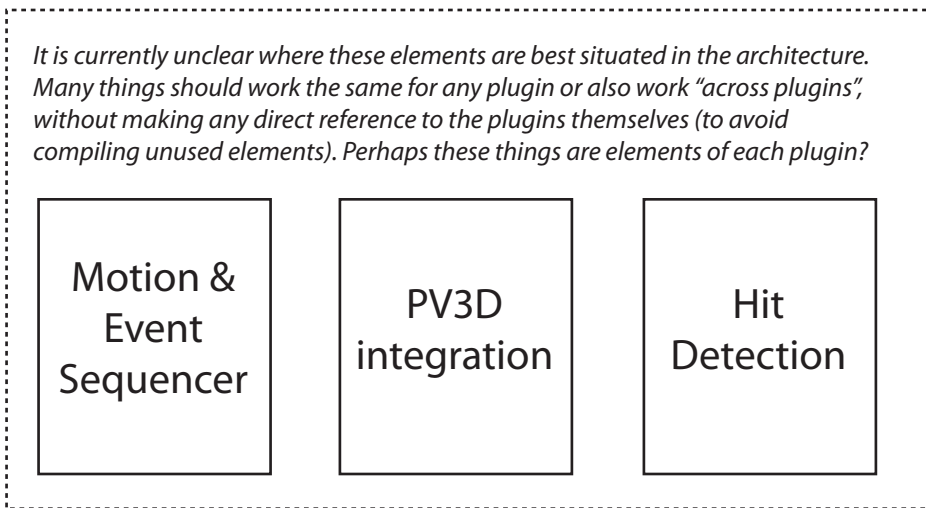 It is currently unclear where these elements are best situated in the architecture.
Many things should work the same for any plugin or also work “across plugins”,
without making any direct reference to the plugins themselves (to avoid
compiling unused elements). Perhaps these things are elements of each plugin?
Motion &
Event
Sequencer
PV3D
integration
Hit
Detection